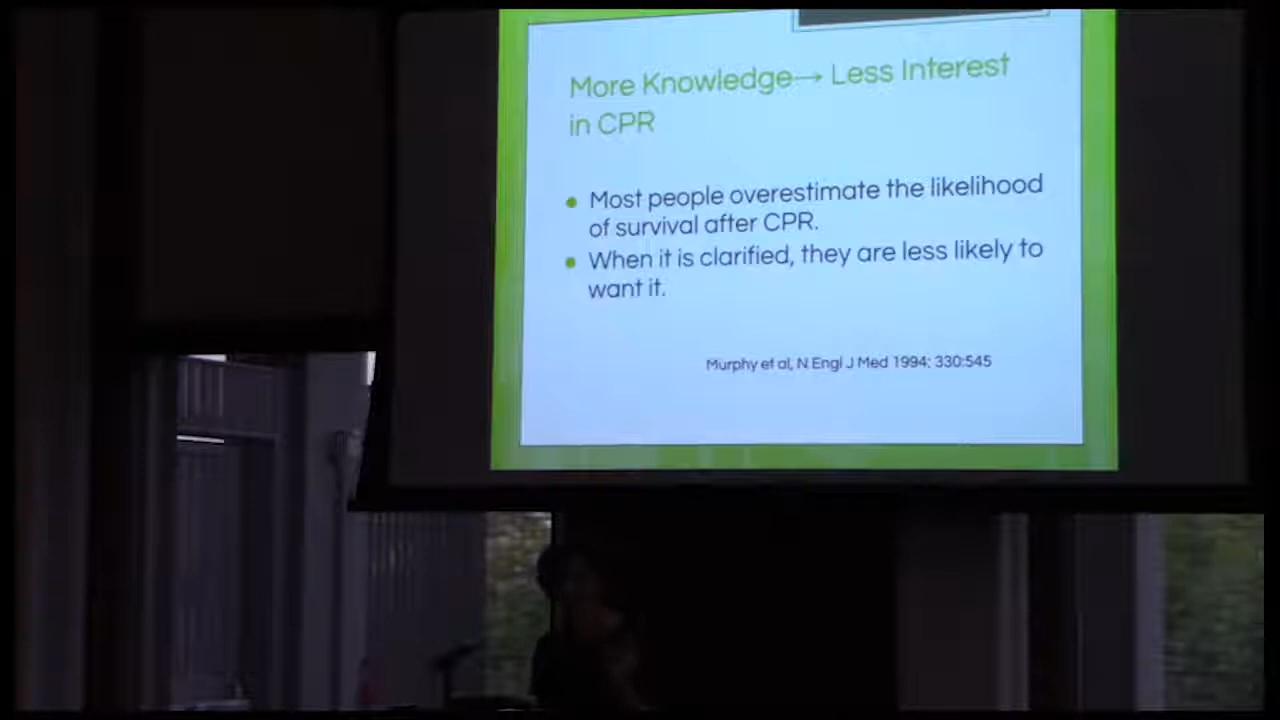 More Knowledge→ Less Interest
in CPR
• Most people overestimate the likelihood
of survival after CPR.
• When it is clarified, they are less likely to
want it.
Murphy et al, N Engl J Med 1994; 330:545